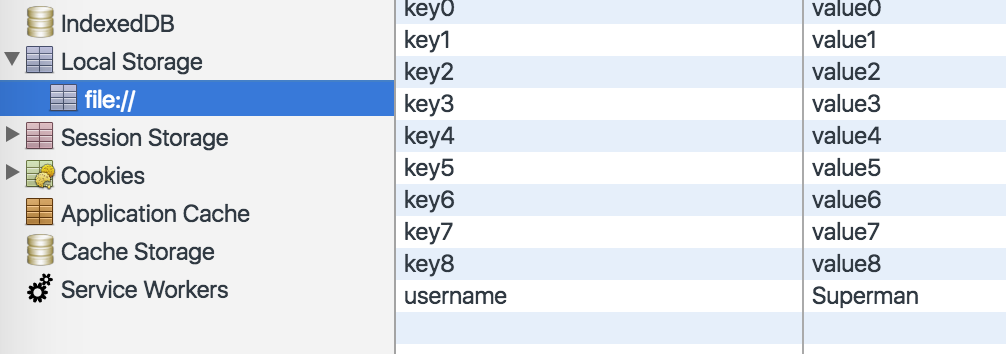 IndexedDB
Local Storage
file://
Session Storage
Cookies
Application Cache
Cache Storage
Service Workers
key0 value0
key1 value1
key2 value2
key3 value3
key4 value4
key5 value5
key6 value6
key7 value7
key8 value8
username Superman